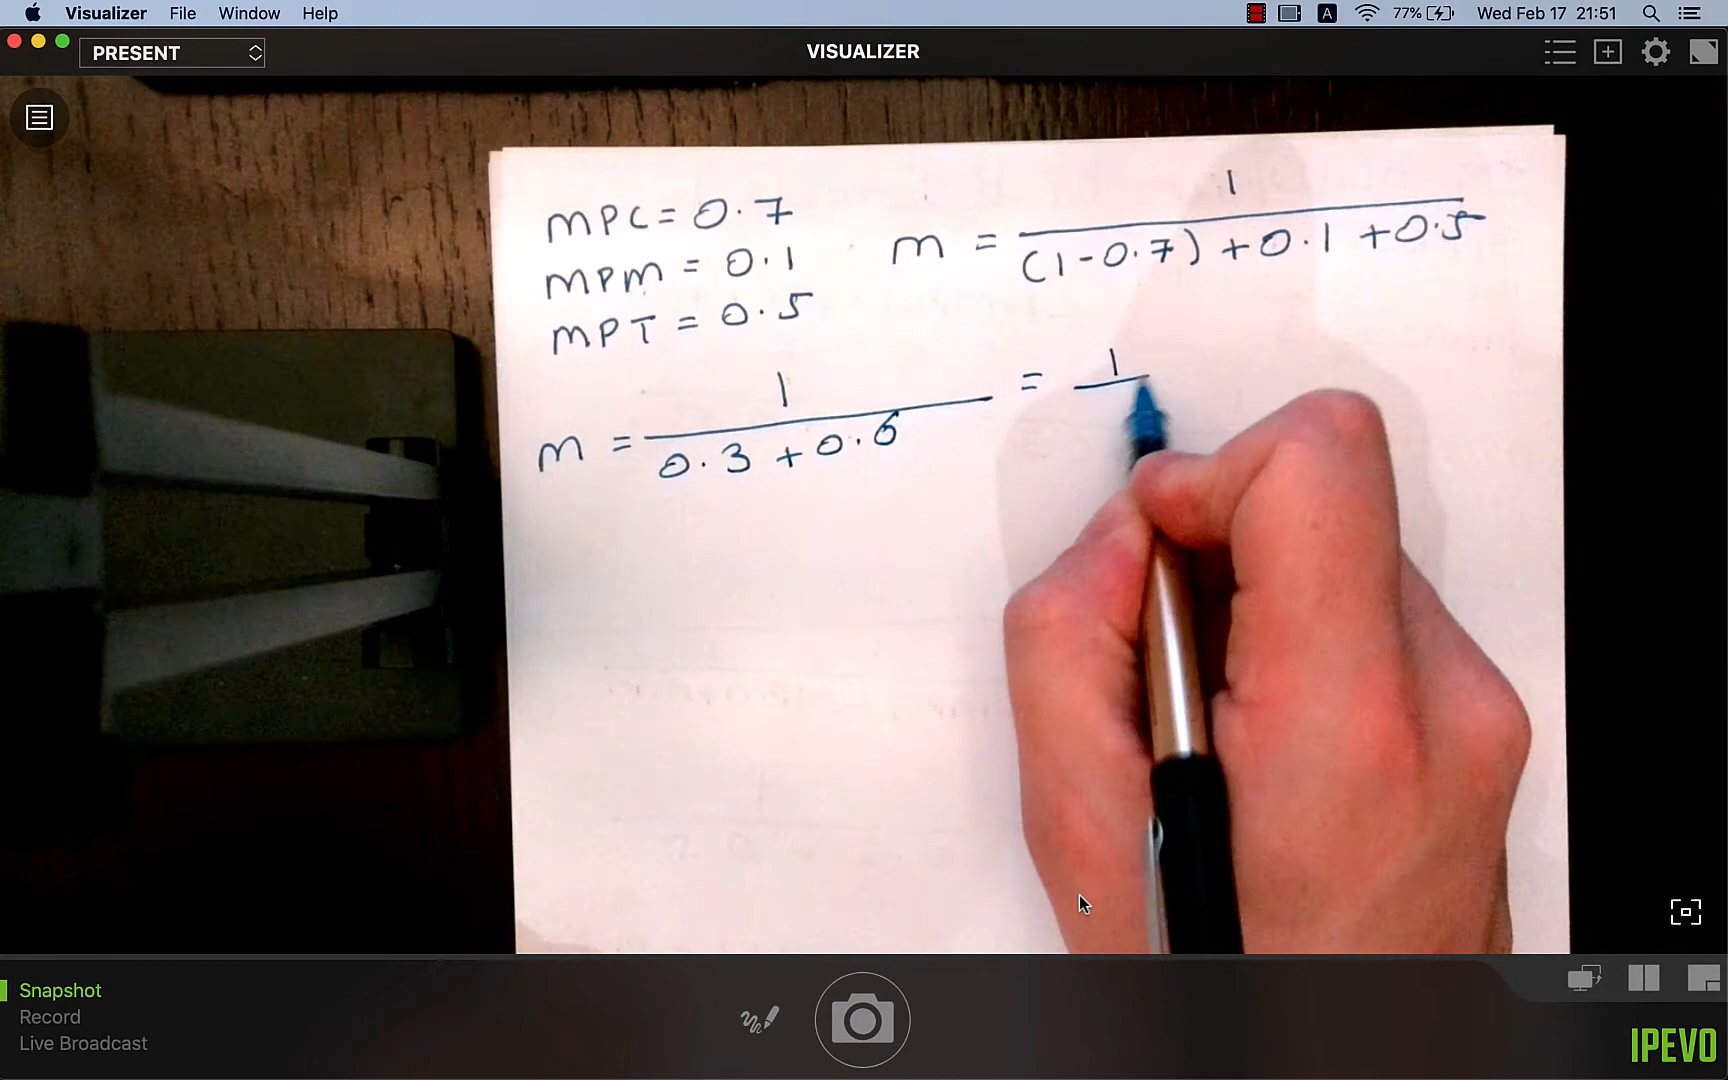 Visualizer File Window Help
A 77% Wed Feb 17 21:51
PRESENT
VISUALIZER
MPC = 0.7
MPM = 0.1
MPT = 0.5
m = 1 / (1 - 0.7) + 0.1 + 0.5
m = 1 / 0.3 + 0.6 = 1
Snapshot
Record
Live Broadcast
IPEVO